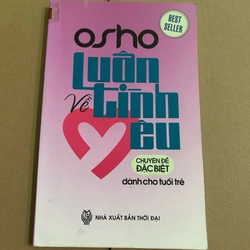 osho
BEST
SELLER
Luận
Về tình
yêu
CHUYÊN ĐỀ
ĐẶC BIỆT
dành cho tuổi trẻ
NHÀ XUẤT BẢN THỜI ĐẠI